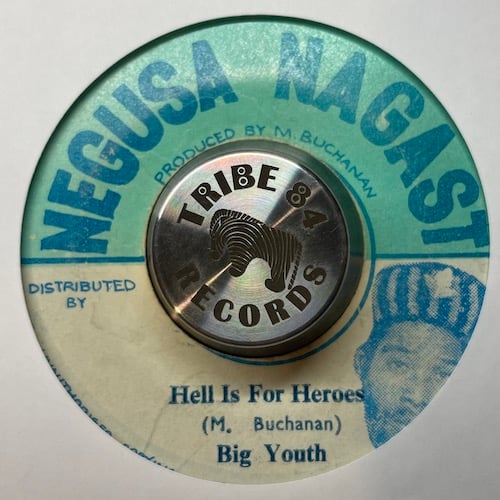 NEGUSA NAGAST
PRODUCED BY M. BUCHANAN
TRIBE 84
RECORDS
DISTRIBUTED
BY
Hell Is For Heroes
(M. Buchanan)
Big Youth